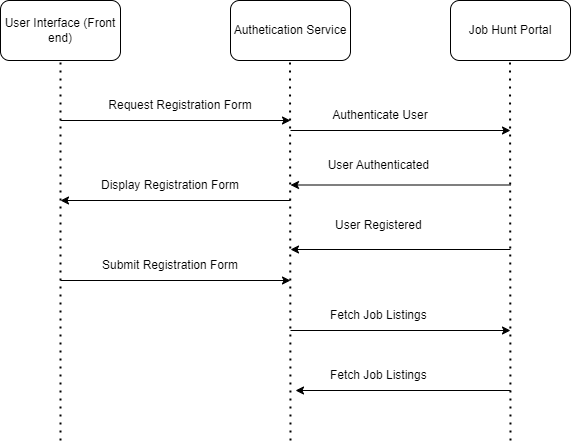 User Interface (Front
end)
Authetication Service
Job Hunt Portal
Request Registration Form
Authenticate User
User Authenticated
Display Registration Form
User Registered
Submit Registration Form
Fetch Job Listings
Fetch Job Listings